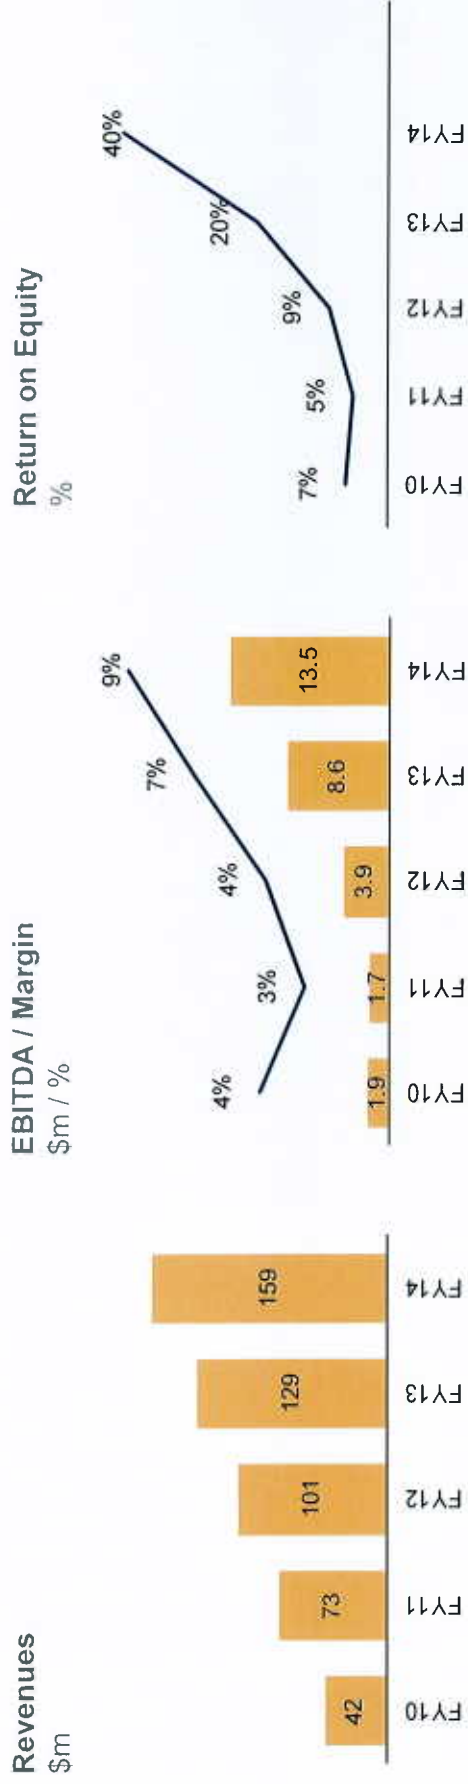 Revenues
$m
42
73
101
129
159
FY10
FY11
FY12
FY13
FY14
EBITDA / Margin
$m / %
4%
3%
4%
7%
9%
1.9
1.7
3.9
8.6
13.5
FY10
FY11
FY12
FY13
FY14
Return on Equity
%
7%
5%
9%
20%
40%
FY10
FY11
FY12
FY13
FY14